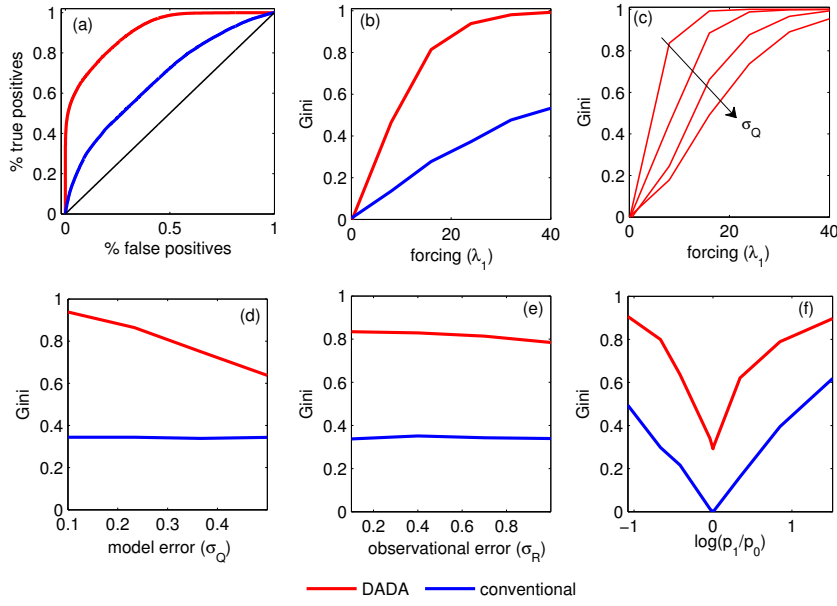 (a)
1
0.8
0.6
0.4
0.2
0
0
0.5
1
% true positives
% false positives
(b)
1
0.8
0.6
0.4
0.2
0
0
20
40
Gini
forcing (λ₁)
(c)
1
0.8
0.6
0.4
0.2
0
0
10
20
30
40
σ_Q
forcing (λ₁)
(d)
1
0.8
0.6
0.4
0.2
0
0.1
0.2
0.3
0.4
Gini
model error (σ_Q)
(e)
1
0.8
0.6
0.4
0.2
0
0.2
0.4
0.6
0.8
Gini
observational error (σ_R)
(f)
1
0.8
0.6
0.4
0.2
0
-1
0
1
Gini
log(p₁/p₀)
DADA
conventional